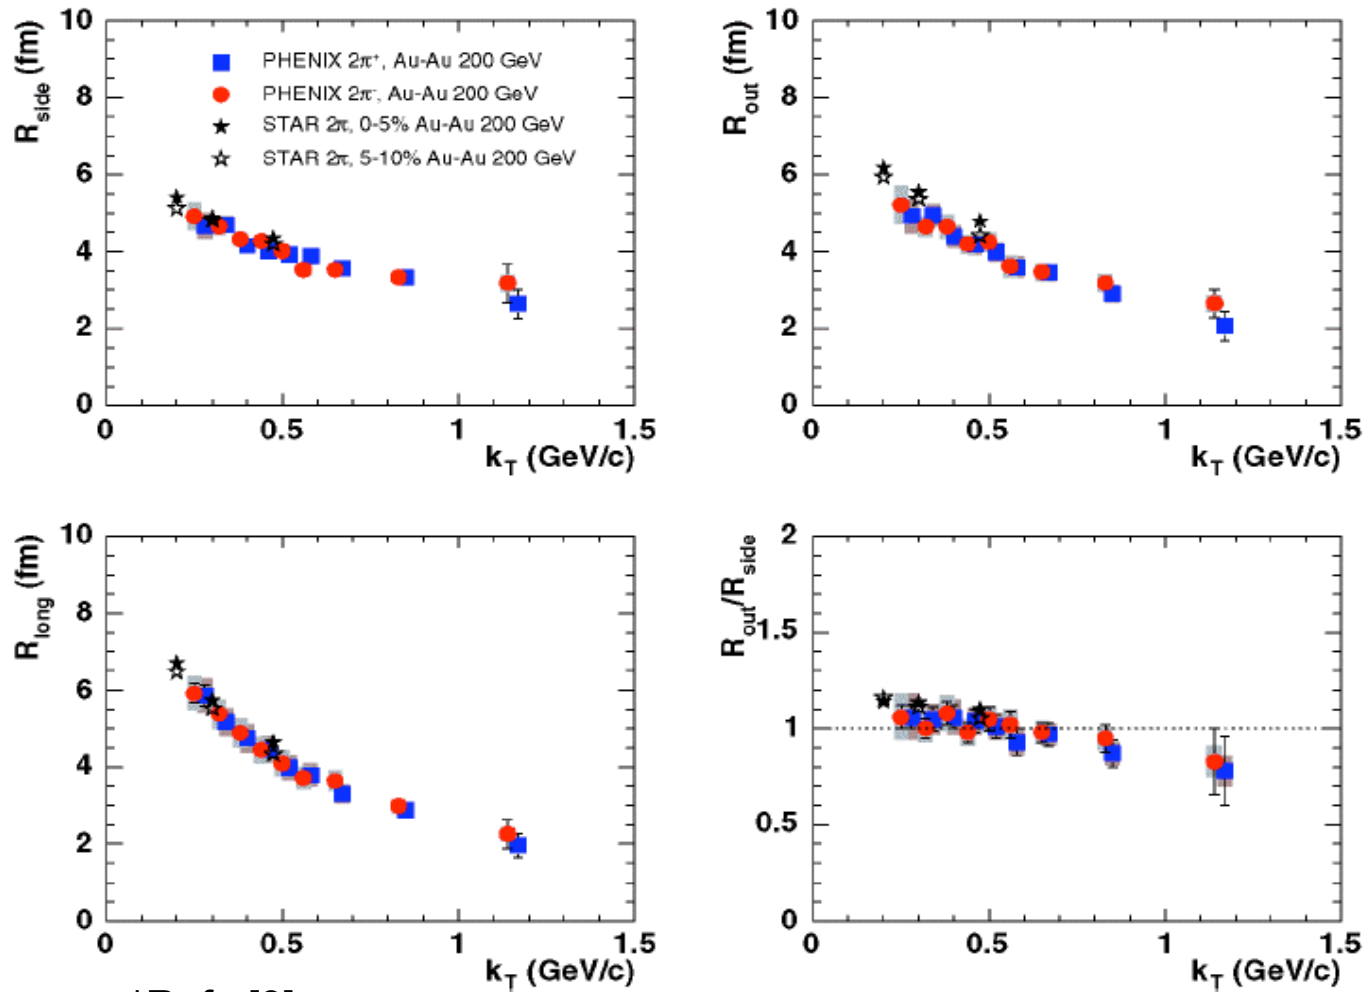 10
8
6
4
2
0
R_side (fm)
PHENIX 2π⁺, Au-Au 200 GeV
PHENIX 2π⁻, Au-Au 200 GeV
STAR 2π, 0-5% Au-Au 200 GeV
STAR 2π, 5-10% Au-Au 200 GeV
0 0.5 1 1.5
k_T (GeV/c)
10
8
6
4
2
0
R_out (fm)
0 0.5 1 1.5
k_T (GeV/c)
10
8
6
4
2
0
R_long (fm)
0 0.5 1 1.5
k_T (GeV/c)
2
1.5
1
0.5
0
R_out/R_side
0 0.5 1 1.5
k_T (GeV/c)